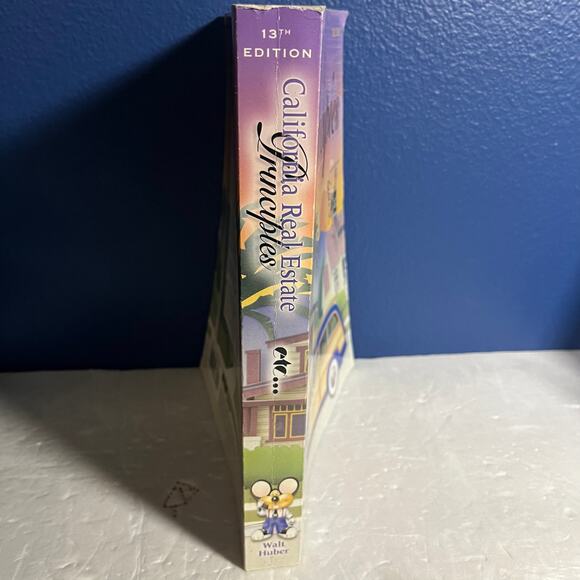 13TH
EDITION
California Real Estate
Principles
etc...
Walt
Huber